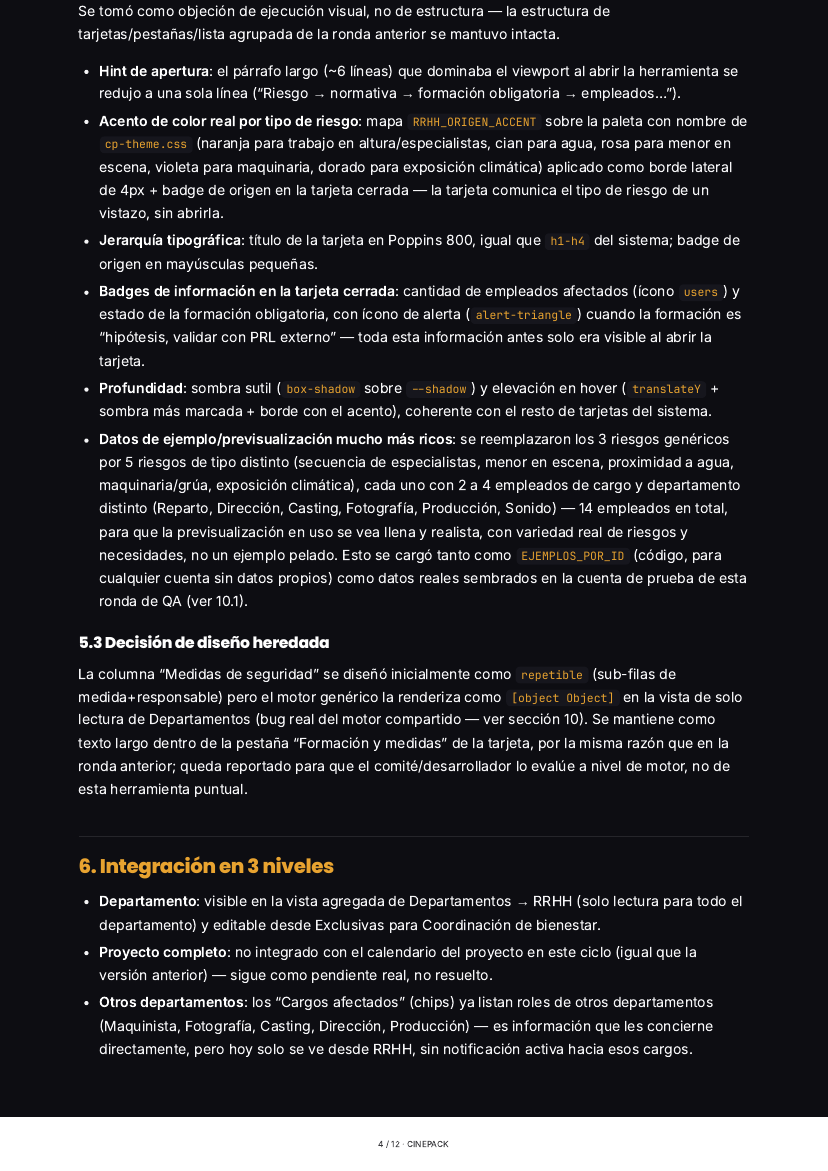 Se tomó como objeción de ejecución visual, no de estructura — la estructura de
tarjetas/pestañas/lista agrupada de la ronda anterior se mantuvo intacta.
• Hint de apertura: el párrafo largo (~6 líneas) que dominaba el viewport al abrir la herramienta se
redujo a una sola línea (“Riesgo → normativa → formación obligatoria → empleados…”).
• Acento de color real por tipo de riesgo: mapa RRHH_ORIGEN_ACCENT sobre la paleta con nombre de
cp-theme.css (naranja para trabajo en altura/especialistas, cian para agua, rosa para menor en
escena, violeta para maquinaria, dorado para exposición climática) aplicado como borde lateral
de 4px + badge de origen en la tarjeta cerrada — la tarjeta comunica el tipo de riesgo de un
vistazo, sin abrirla.
• Jerarquía tipográfica: título de la tarjeta en Poppins 800, igual que h1-h4 del sistema; badge de
origen en mayúsculas pequeñas.
• Badges de información en la tarjeta cerrada: cantidad de empleados afectados (ícono users) y
estado de la formación obligatoria, con ícono de alerta (alert-triangle) cuando la formación es
“hipótesis, validar con PRL externo” — toda esta información antes solo era visible al abrir la
tarjeta.
• Profundidad: sombra sutil (box-shadow sobre --shadow) y elevación en hover (translateY +
sombra más marcada + borde con el acento), coherente con el resto de tarjetas del sistema.
• Datos de ejemplo/previsualización mucho más ricos: se reemplazaron los 3 riesgos genéricos
por 5 riesgos de tipo distinto (secuencia de especialistas, menor en escena, proximidad a agua,
maquinaria/grúa, exposición climática), cada uno con 2 a 4 empleados de cargo y departamento
distinto (Reparto, Dirección, Casting, Fotografía, Producción, Sonido) — 14 empleados en total,
para que la previsualización en uso se vea llena y realista, con variedad real de riesgos y
necesidades, no un ejemplo pelado. Esto se cargó tanto como EJEMPLOS_POR_ID (código, para
cualquier cuenta sin datos propios) como datos reales sembrados en la cuenta de prueba de esta
ronda de QA (ver 10.1).
5.3 Decisión de diseño heredada
La columna “Medidas de seguridad” se diseñó inicialmente como repetible (sub-filas de
medida+responsable) pero el motor genérico la renderiza como [object Object] en la vista de solo
lectura de Departamentos (bug real del motor compartido — ver sección 10). Se mantiene como
texto largo dentro de la pestaña “Formación y medidas” de la tarjeta, por la misma razón que en la
ronda anterior; queda reportado para que el comité/desarrollador lo evalúe a nivel de motor, no de
esta herramienta puntual.
6. Integración en 3 niveles
• Departamento: visible en la vista agregada de Departamentos → RRHH (solo lectura para todo el
departamento) y editable desde Exclusivas para Coordinación de bienestar.
• Proyecto completo: no integrado con el calendario del proyecto en este ciclo (igual que la
versión anterior) — sigue como pendiente real, no resuelto.
• Otros departamentos: los “Cargos afectados” (chips) ya listan roles de otros departamentos
(Maquinista, Fotografía, Casting, Dirección, Producción) — es información que les concierne
directamente, pero hoy solo se ve desde RRHH, sin notificación activa hacia esos cargos.
4 / 12 · CINEPACK